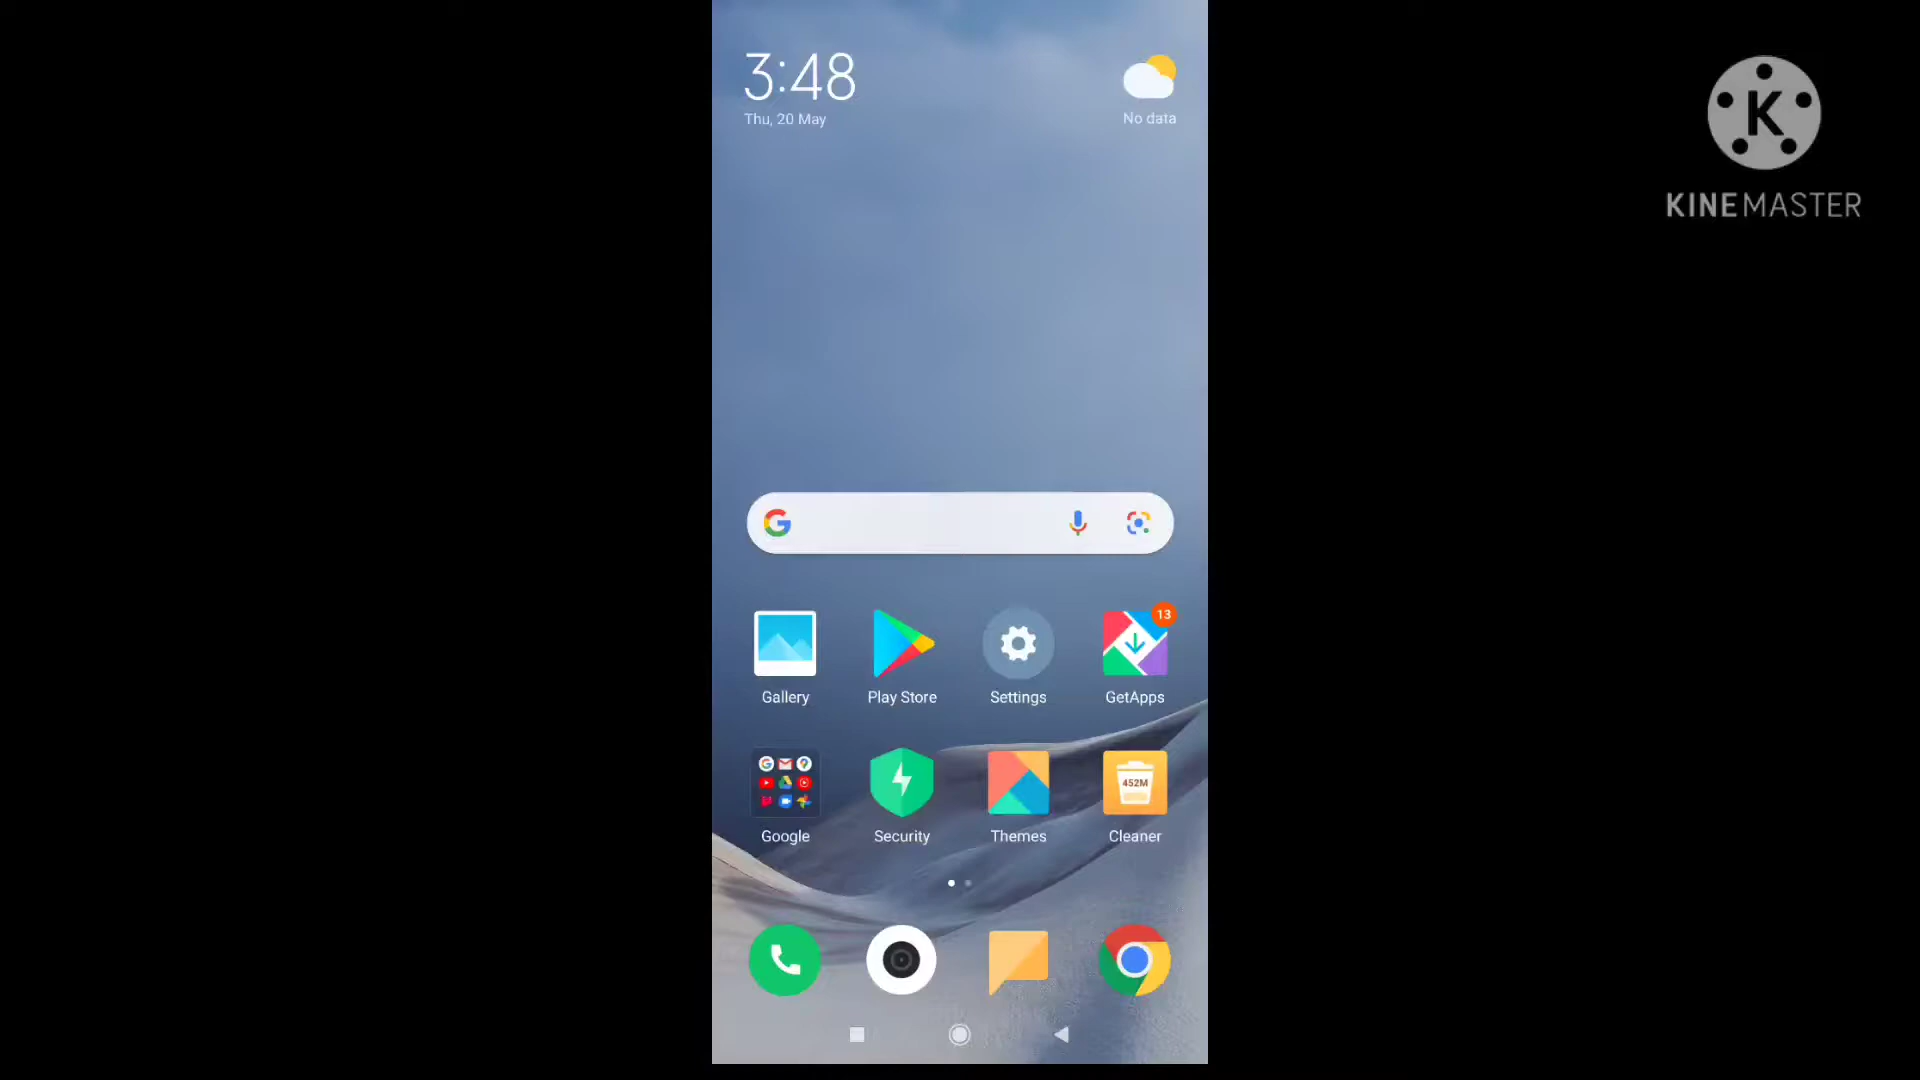 3:48
Thu, 20 May
No data
K
KINEMASTER
Gallery
Play Store
Settings
13
GetApps
Google
Security
Themes
452M
Cleaner